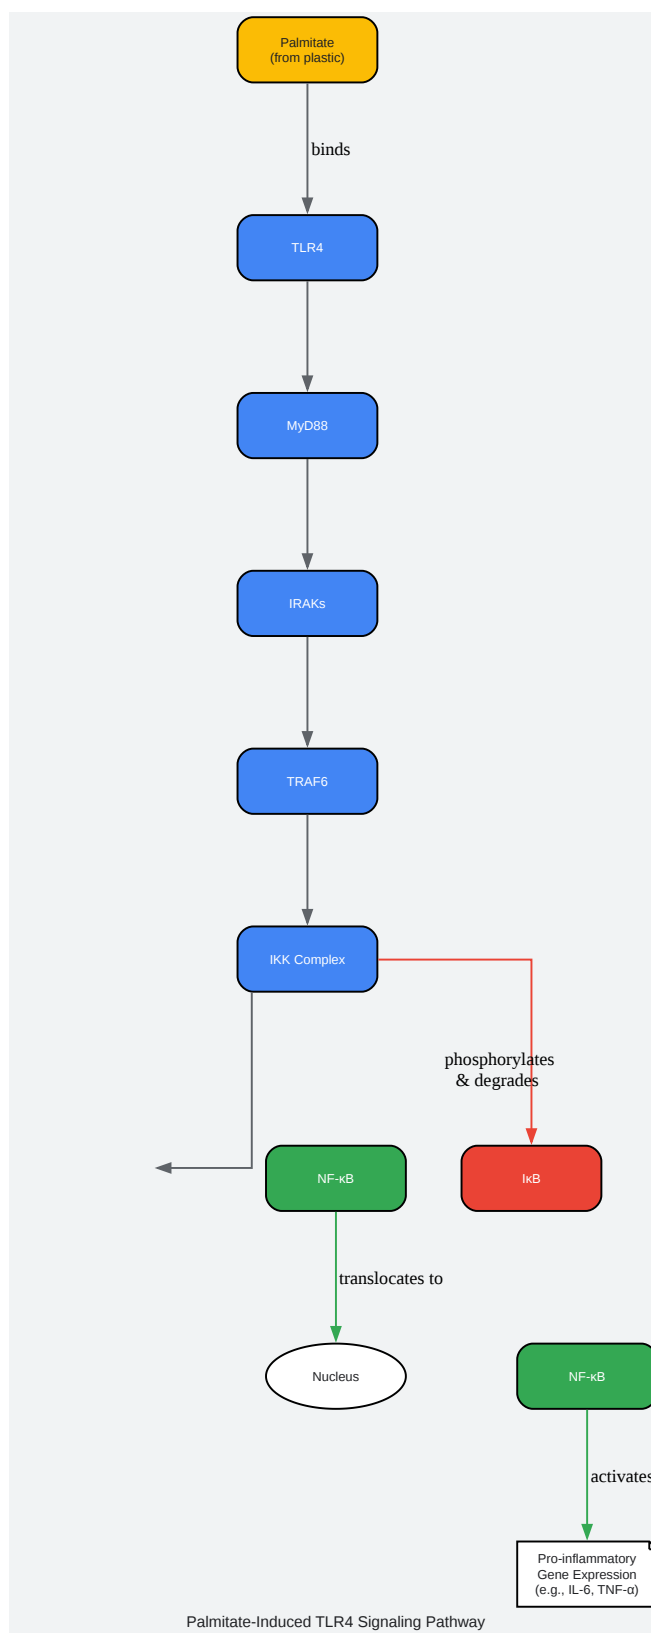 Palmitate
(from plastic)
binds
TLR4
MyD88
IRAKs
TRAF6
IKK Complex
phosphorylates
& degrades
NF-κB
IκB
translocates to
Nucleus
NF-κB
activates
Pro-inflammatory
Gene Expression
(e.g., IL-6, TNF-α)
Palmitate-Induced TLR4 Signaling Pathway